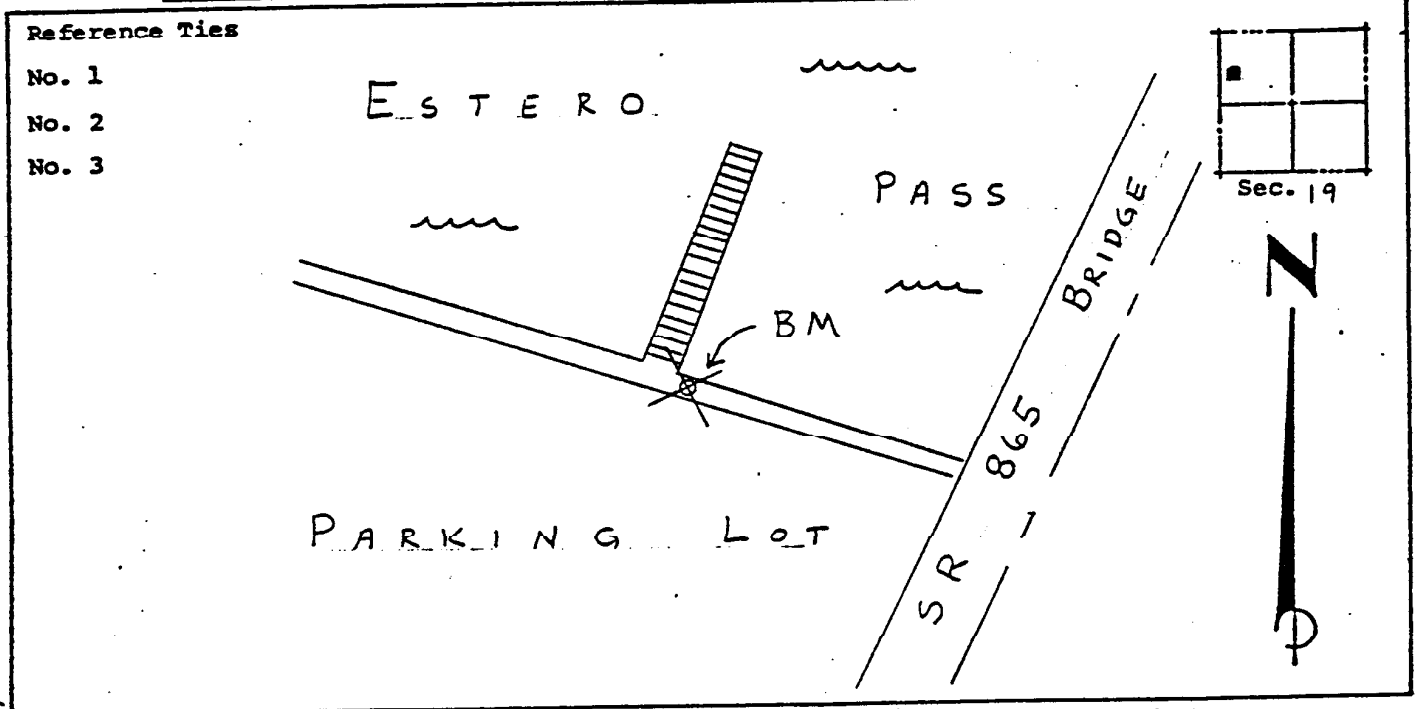 Reference Ties
No. 1
No. 2
No. 3
ESTERO
PASS
BM
PARKING LOT
SR 865 BRIDGE
Sec. 19
N